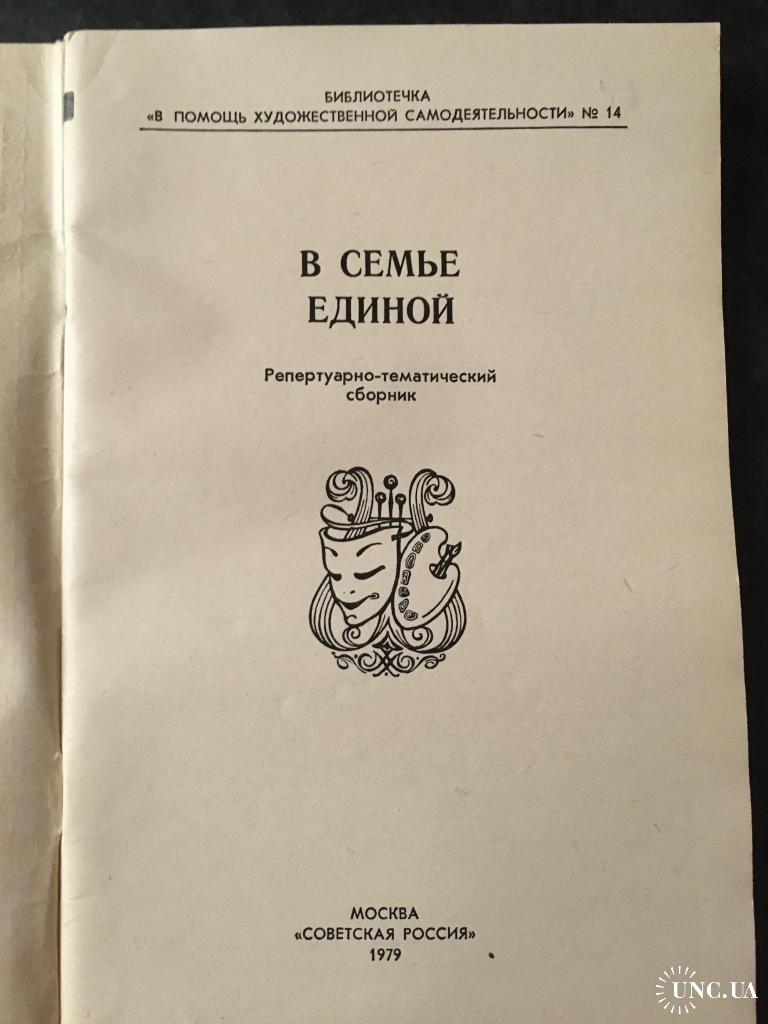 БИБЛИОТЕЧКА
«В ПОМОЩЬ ХУДОЖЕСТВЕННОЙ САМОДЕЯТЕЛЬНОСТИ» № 14
В СЕМЬЕ
ЕДИНОЙ
Репертуарно-тематический
сборник
МОСКВА
«СОВЕТСКАЯ РОССИЯ»
1979
UNC.UA